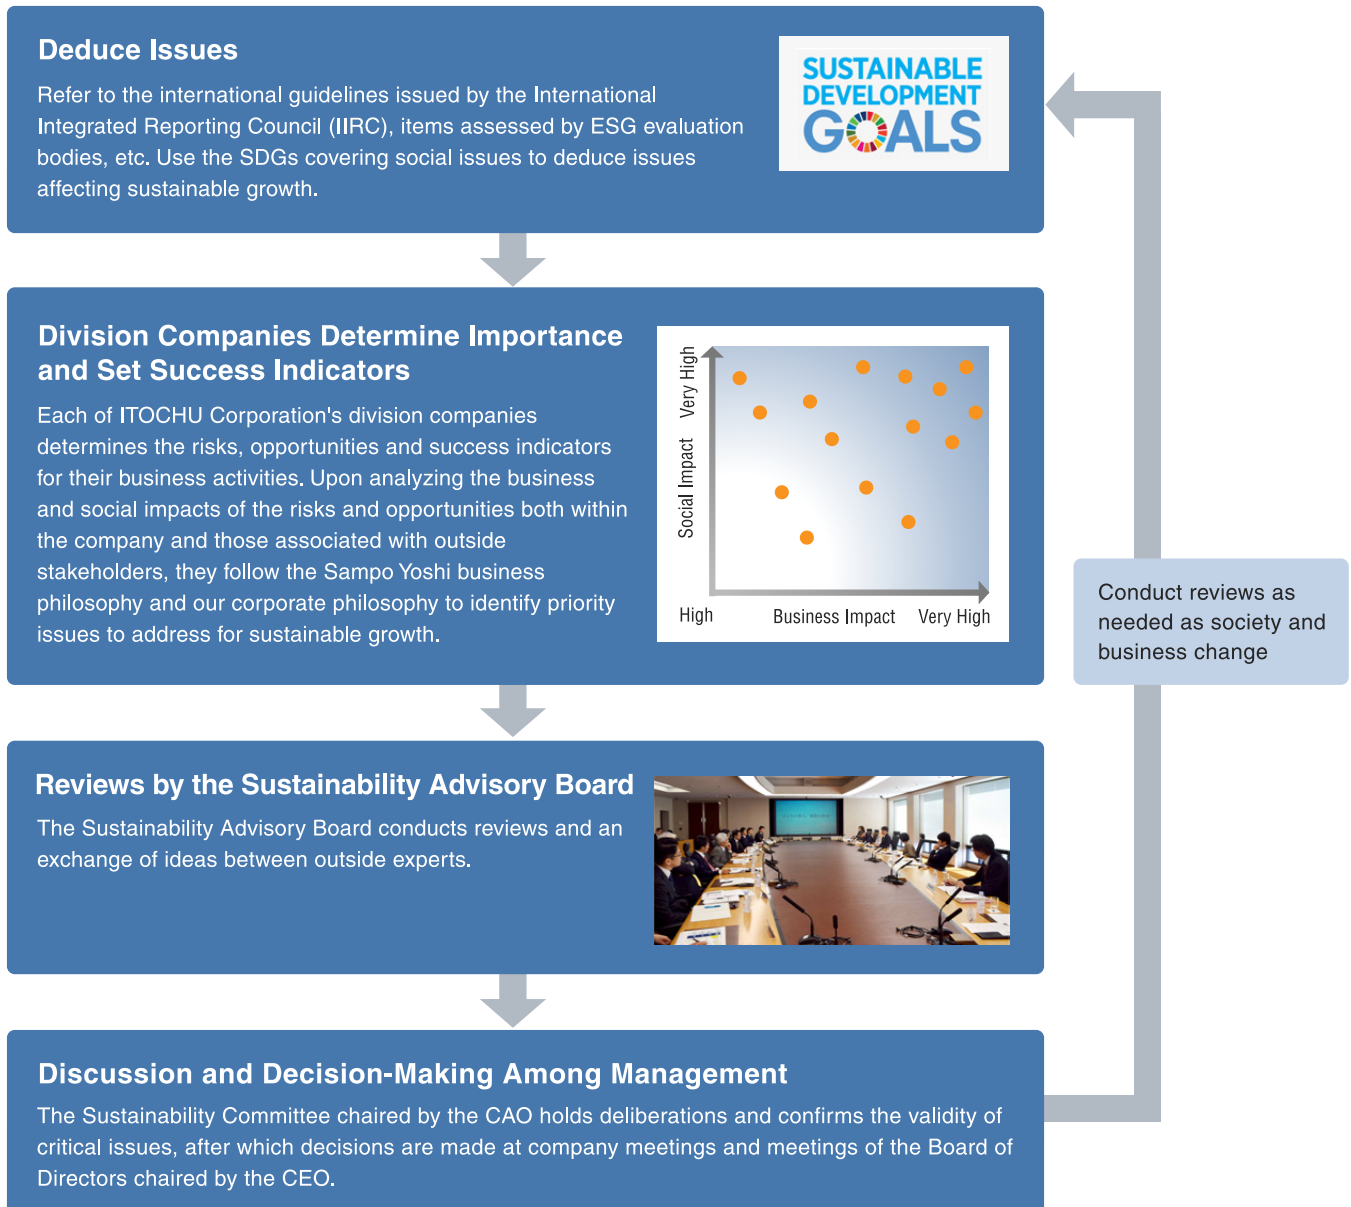 Deduce Issues
Refer to the international guidelines issued by the International
Integrated Reporting Council (IIRC), items assessed by ESG evaluation
bodies, etc. Use the SDGs covering social issues to deduce issues
affecting sustainable growth.
SUSTAINABLE
DEVELOPMENT
GOALS
Division Companies Determine Importance
and Set Success Indicators
Each of ITOCHU Corporation's division companies
determines the risks, opportunities and success indicators
for their business activities. Upon analyzing the business
and social impacts of the risks and opportunities both within
the company and those associated with outside
stakeholders, they follow the Sampo Yoshi business
philosophy and our corporate philosophy to identify priority
issues to address for sustainable growth.
Very High
Social Impact
High
Business Impact
Very High
Reviews by the Sustainability Advisory Board
The Sustainability Advisory Board conducts reviews and an
exchange of ideas between outside experts.
Discussion and Decision-Making Among Management
The Sustainability Committee chaired by the CAO holds deliberations and confirms the validity of
critical issues, after which decisions are made at company meetings and meetings of the Board of
Directors chaired by the CEO.
Conduct reviews as
needed as society and
business change